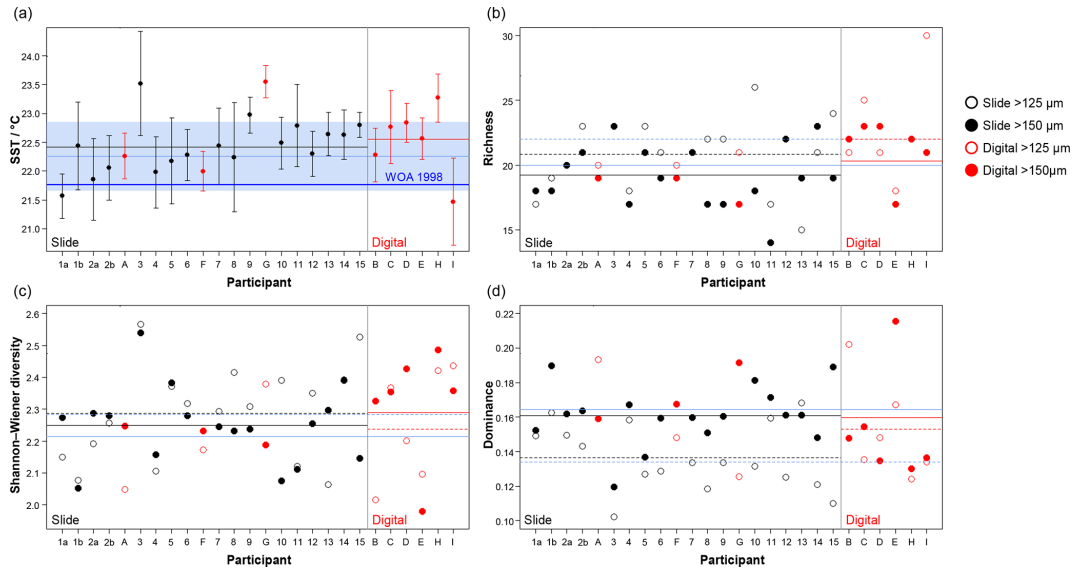 (a)
24.0
23.5
23.0
22.5
22.0
21.5
21.0
SST / °C
WOA 1998
Slide
Digital
1a 1b 2a 2b A 3 4 5 6 F 7 8 9 G 10 11 12 13 14 15 B C D E H I
Participant
(b)
30
25
20
15
Richness
Slide
Digital
1a 1b 2a 2b A 3 4 5 6 F 7 8 9 G 10 11 12 13 14 15 B C D E H I
Participant
Slide >125 µm
Slide >150 µm
Digital >125 µm
Digital >150µm
(c)
2.6
2.5
2.4
2.3
2.2
2.1
2.0
Shannon–Wiener diversity
Slide
Digital
1a 1b 2a 2b A 3 4 5 6 F 7 8 9 G 10 11 12 13 14 15 B C D E H I
Participant
(d)
0.22
0.20
0.18
0.16
0.14
0.12
0.10
Dominance
Slide
Digital
1a 1b 2a 2b A 3 4 5 6 F 7 8 9 G 10 11 12 13 14 15 B C D E H I
Participant